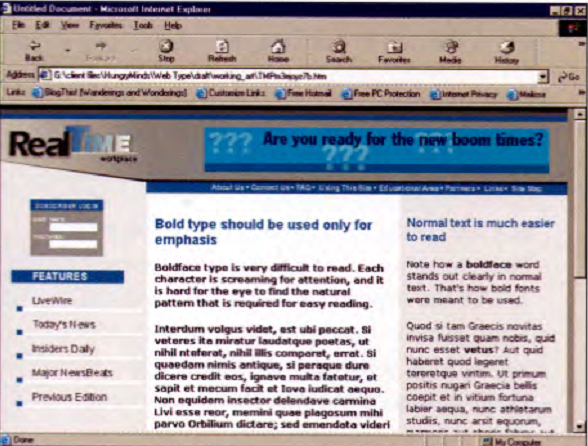 Untitled Document - Microsoft Internet Explorer
File Edit View Favorites Tools Help
Back Stop Refresh Home Search Favorites Media History
Address G:\client files\HungyMinds\Web Type\draft\working_art\ Go
Links BlogThis! [Wanderings and Wonderings] Customize Links Free Hotmail Free PC Protection Internet Privacy
RealTIME
workplace
??? Are you ready for the new boom times?
???
About Us • Contact Us • FAQ • Using This Site • Educational Area • Partners • Links • Site Map
SUBSCRIBER LOGIN
FEATURES
LiveWire
Today's News
Insiders Daily
Major NewsBeats
Previous Edition
Bold type should be used only for
emphasis
Boldface type is very difficult to read. Each
character is screaming for attention, and it
is hard for the eye to find the natural
pattern that is required for easy reading.
Interdum volgus videt, est ubi peccat. Si
veteres ita miratur laudatque poetas, ut
nihil nteferat, nihil illis comparet, errat. Si
quaedam nimis antique, si peraque dure
dicere credit eos, ignave multa fatetur, et
sapit et mecum facit et Iova iudicat aequo.
Non equidem insector delendave carmina
Livi esse reor, memini quae plagosum mihi
parvo Orbilium dictare; sed emendata videri
Normal text is much easier
to read
Note how a boldface word
stands out clearly in normal
text. That's how bold fonts
were meant to be used.
Quod si tam Graecis novitas
invisa fuisset quam nobis, quid
nunc esset vetus? Aut quid
haberet quod legeret
tereretque viritim. Ut primum
positis nugari Graecia bellis
coepit et in vitium fortuna
labier aequa, nunc athletarum
studiis, nunc arsit equorum,
Done
My Computer